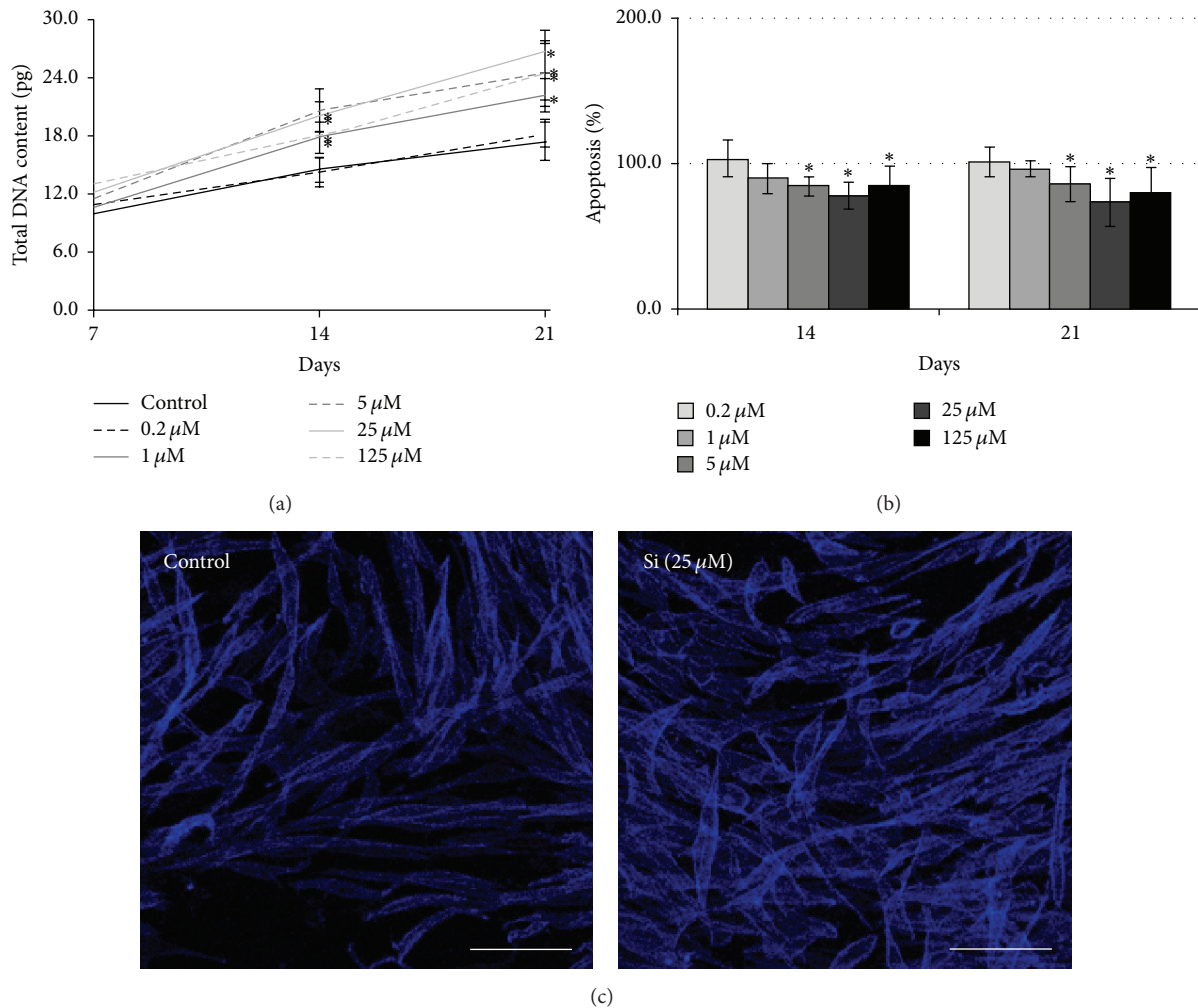 30.0
24.0
18.0
12.0
6.0
0.0
Total DNA content (pg)
7
14
21
Days
* * * *
* * * *
Control
0.2 μM
1 μM
5 μM
25 μM
125 μM
(a)
200.0
100.0
0.0
Apoptosis (%)
* * *
* * *
14
21
Days
0.2 μM
1 μM
5 μM
25 μM
125 μM
(b)
Control
Si (25 μM)
(c)